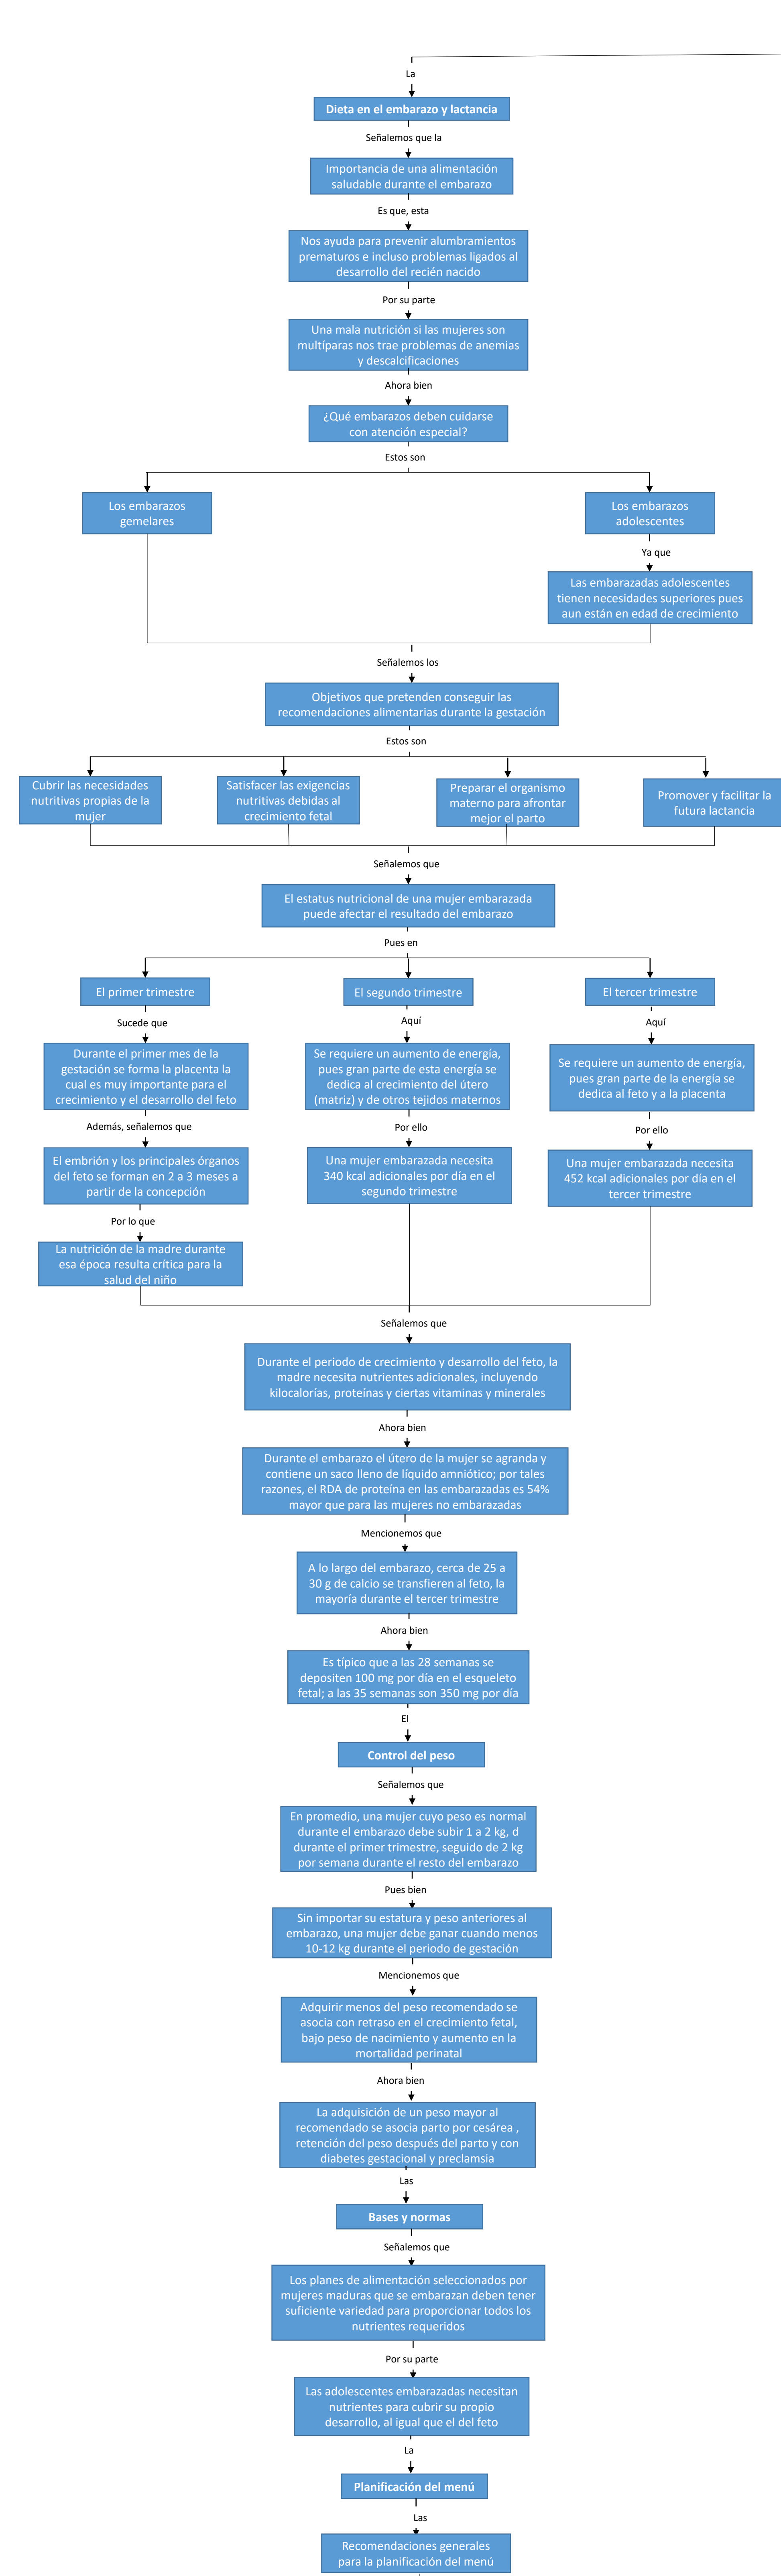 La
Dieta en el embarazo y lactancia
Señalemos que la
Importancia de una alimentación
saludable durante el embarazo
Es que, esta
Nos ayuda para prevenir alumbramientos
prematuros e incluso problemas ligados al
desarrollo del recién nacido
Por su parte
Una mala nutrición si las mujeres son
multíparas nos trae problemas de anemias
y descalcificaciones
Ahora bien
¿Qué embarazos deben cuidarse
con atención especial?
Estos son
Los embarazos
gemelares
Los embarazos
adolescentes
Ya que
Las embarazadas adolescentes
tienen necesidades superiores pues
aun están en edad de crecimiento
Señalemos los
Objetivos que pretenden conseguir las
recomendaciones alimentarias durante la gestación
Estos son
Cubrir las necesidades
nutritivas propias de la
mujer
Satisfacer las exigencias
nutritivas debidas al
crecimiento fetal
Preparar el organismo
materno para afrontar
mejor el parto
Promover y facilitar la
futura lactancia
Señalemos que
El estatus nutricional de una mujer embarazada
puede afectar el resultado del embarazo
Pues en
El primer trimestre
Sucede que
Durante el primer mes de la
gestación se forma la placenta la
cual es muy importante para el
crecimiento y el desarrollo del feto
Además, señalemos que
El embrión y los principales órganos
del feto se forman en 2 a 3 meses a
partir de la concepción
Por lo que
La nutrición de la madre durante
esa época resulta crítica para la
salud del niño
El segundo trimestre
Aquí
Se requiere un aumento de energía,
pues gran parte de esta energía se
dedica al crecimiento del útero
(matriz) y de otros tejidos maternos
Por ello
Una mujer embarazada necesita
340 kcal adicionales por día en el
segundo trimestre
El tercer trimestre
Aquí
Se requiere un aumento de energía,
pues gran parte de la energía se
dedica al feto y a la placenta
Por ello
Una mujer embarazada necesita
452 kcal adicionales por día en el
tercer trimestre
Señalemos que
Durante el periodo de crecimiento y desarrollo del feto, la
madre necesita nutrientes adicionales, incluyendo
kilocalorías, proteínas y ciertas vitaminas y minerales
Ahora bien
Durante el embarazo el útero de la mujer se agranda y
contiene un saco lleno de líquido amniótico; por tales
razones, el RDA de proteína en las embarazadas es 54%
mayor que para las mujeres no embarazadas
Mencionemos que
A lo largo del embarazo, cerca de 25 a
30 g de calcio se transfieren al feto, la
mayoría durante el tercer trimestre
Ahora bien
Es típico que a las 28 semanas se
depositen 100 mg por día en el esqueleto
fetal; a las 35 semanas son 350 mg por día
El
Control del peso
Señalemos que
En promedio, una mujer cuyo peso es normal
durante el embarazo debe subir 1 a 2 kg, d
durante el primer trimestre, seguido de 2 kg
por semana durante el resto del embarazo
Pues bien
Sin importar su estatura y peso anteriores al
embarazo, una mujer debe ganar cuando menos
10-12 kg durante el periodo de gestación
Mencionemos que
Adquirir menos del peso recomendado se
asocia con retraso en el crecimiento fetal,
bajo peso de nacimiento y aumento en la
mortalidad perinatal
Ahora bien
La adquisición de un peso mayor al
recomendado se asocia parto por cesárea ,
retención del peso después del parto y con
diabetes gestacional y preclamsia
Las
Bases y normas
Señalemos que
Los planes de alimentación seleccionados por
mujeres maduras que se embarazan deben tener
suficiente variedad para proporcionar todos los
nutrientes requeridos
Por su parte
Las adolescentes embarazadas necesitan
nutrientes para cubrir su propio
desarrollo, al igual que el del feto
La
Planificación del menú
Las
Recomendaciones generales
para la planificación del menú